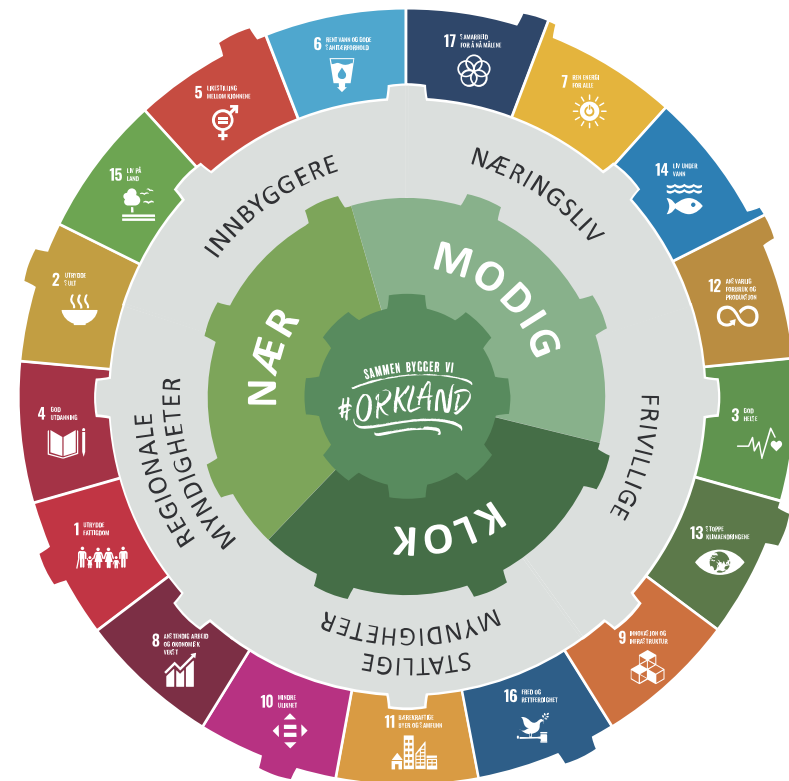 17 SAMARBEID
FOR Å NÅ MÅLENE
7 REN ENERGI
FOR ALLE
14 LIV UNDER
VANN
12 ANSVARLIG
FORBRUK OG
PRODUKSJON
3 GOD
HELSE
13 STOPPE
KLIMAENDRINGENE
9 INNOVASJON OG
INFRASTRUKTUR
16 FRED OG
RETTFERDIGHET
11 BÆREKRAFTIGE
BYER OG SAMFUNN
10 MINDRE
ULIKHET
8 ANSTENDIG ARBEID
OG ØKONOMISK
VEKST
1 UTRYDDE
FATTIGDOM
4 GOD
UTDANNING
2 UTRYDDE
SULT
15 LIV PÅ
LAND
5 LIKESTILLING
MELLOM KJØNNENE
6 RENT VANN OG GODE
SANITÆRFORHOLD
INNBYGGERE
NÆRINGSLIV
FRIVILLIGE
STATLIGE
MYNDIGHETER
REGIONALE
MYNDIGHETER
NÆR
MODIG
KLOK
SAMMEN BYGGER VI
#ORKLAND